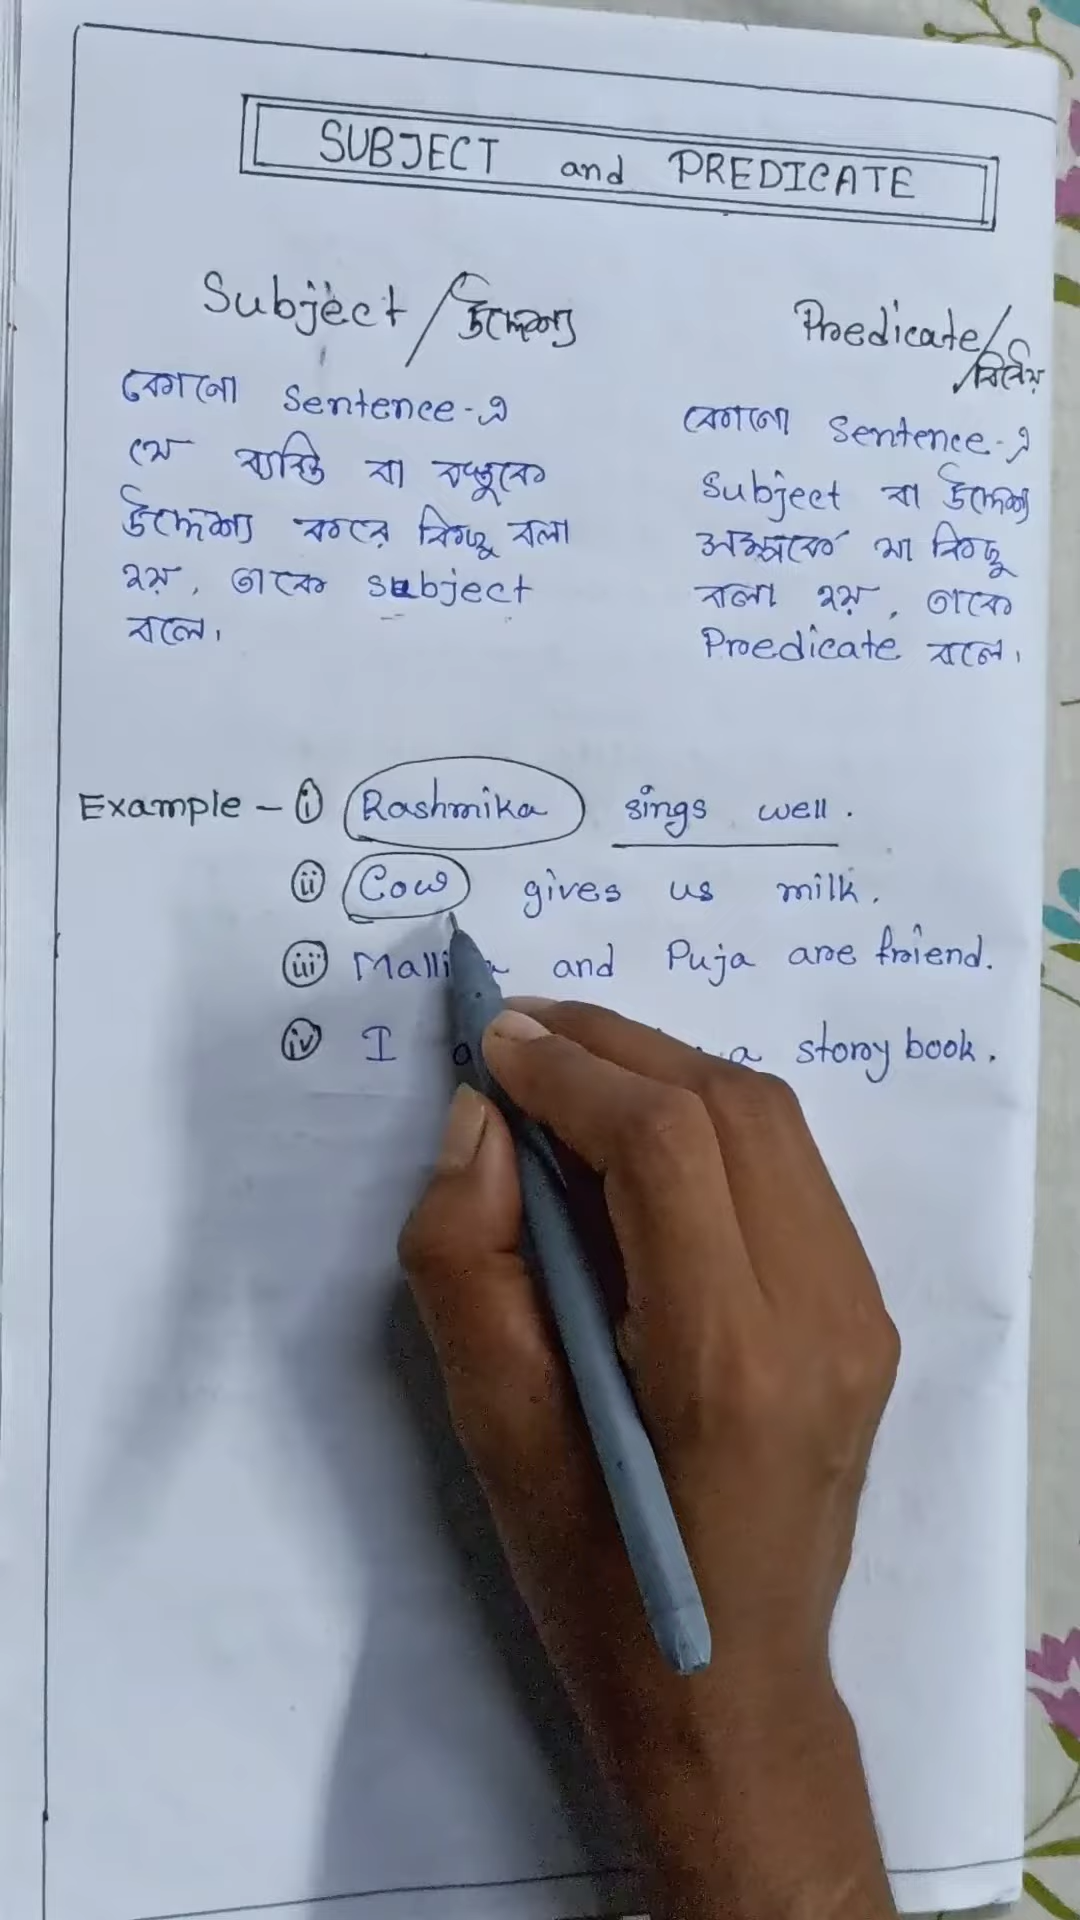 SUBJECT and PREDICATE
Subject / উদ্দেশ্য
কোনো Sentence-এ
যে ব্যক্তি বা বস্তুকে
উদ্দেশ্য করে কিছু বলা
হয়, তাকে subject
বলে।
Predicate / বিধেয়
কোনো Sentence-এ
Subject বা উদ্দেশ্য
সম্পর্কে যা কিছু
বলা হয়, তাকে
Predicate বলে।
Example - (i) Rashmika sings well.
(ii) Cow gives us milk.
(iii) and Puja are friend.
(iv) I a story book.